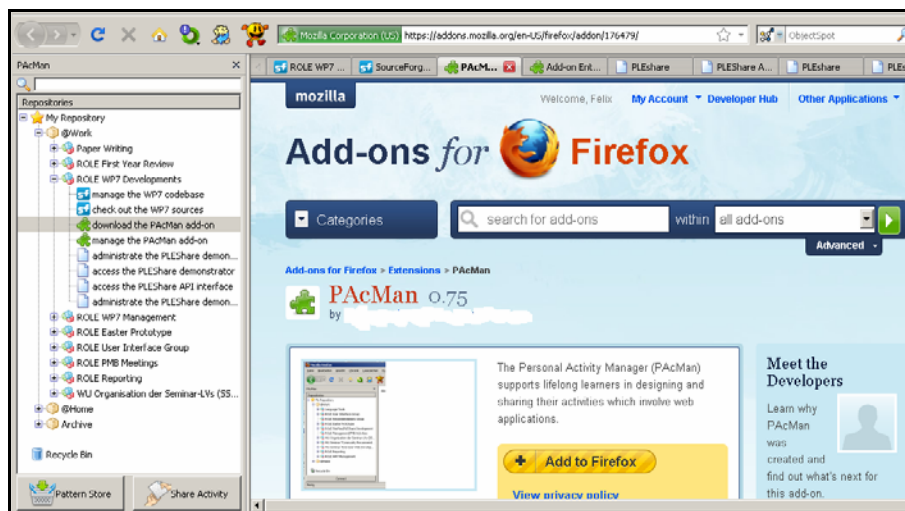 Mozilla Corporation (US) https://addons.mozilla.org/en-US/firefox/addon/176479/
ObjectSpot
PAcMan
ROLE WP7 ...
SourceForg...
PAcM...
Add-on Ent...
PLEshare
PLEShare A...
PLEshare
PLEs
Repositories
My Repository
@Work
Paper Writing
ROLE First Year Review
ROLE WP7 Developments
manage the WP7 codebase
check out the WP7 sources
download the PAcMan add-on
manage the PAcMan add-on
administrate the PLEShare demon...
access the PLEShare demonstrator
access the PLEShare API interface
administrate the PLEShare demon...
ROLE WP7 Management
ROLE Easter Prototype
ROLE User Interface Group
ROLE PMB Meetings
ROLE Reporting
WU Organisation der Seminar-LVs (SS...
@Home
Archive
Recycle Bin
Pattern Store
Share Activity
mozilla
Welcome, Felix
My Account
Developer Hub
Other Applications
Add-ons for Firefox
Categories
search for add-ons
within
all add-ons
Advanced
Add-ons for Firefox » Extensions » PAcMan
PAcMan 0.75
by
The Personal Activity Manager (PAcMan)
supports lifelong learners in designing and
sharing their activities which involve web
applications.
Add to Firefox
View privacy policy
Meet the
Developers
Learn why
PAcMan
was
created and
find out what's next for
this add-on.